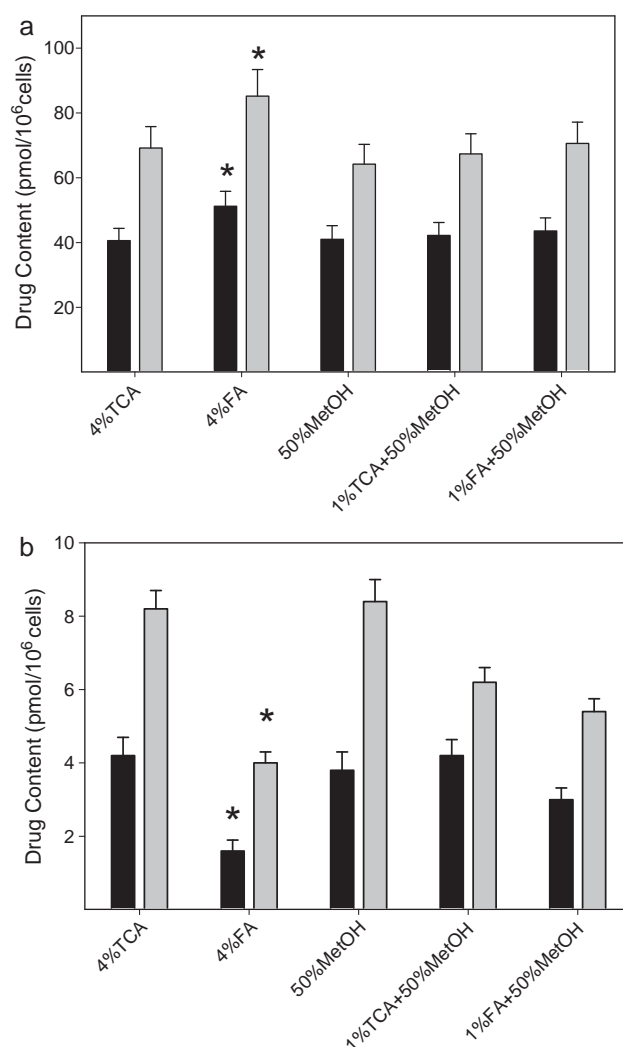 a
Drug Content (pmol/10⁶cells)
100
80
60
40
20
*
*
4%TCA
4%FA
50%MetOH
1%TCA+50%MetOH
1%FA+50%MetOH
b
Drug Content (pmol/10⁶ cells)
10
8
6
4
2
*
*
4%TCA
4%FA
50%MetOH
1%TCA+50%MetOH
1%FA+50%MetOH